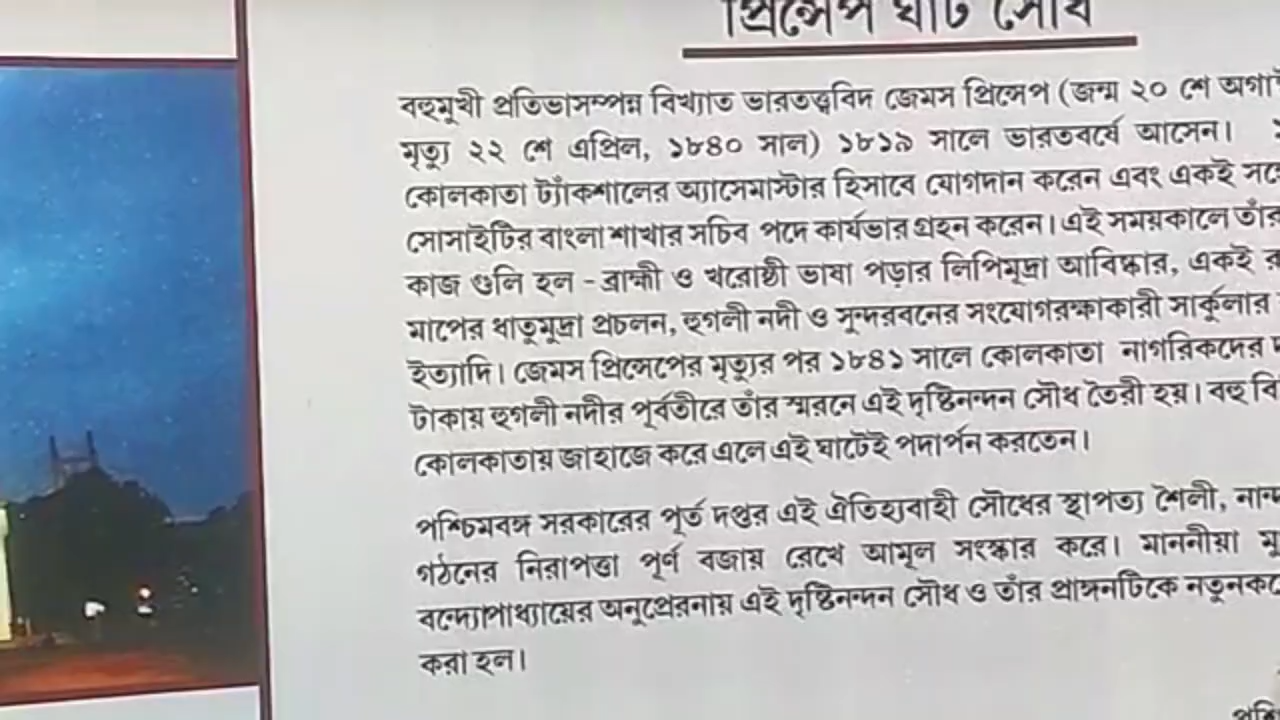 প্রিন্সেপ ঘাট সৌধ
বহুমুখী প্রতিভাসম্পন্ন বিখ্যাত ভারততত্ত্ববিদ জেমস প্রিন্সেপ (জন্ম ২০ শে
মৃত্যু ২২ শে এপ্রিল, ১৮৪০ সাল) ১৮১৯ সালে ভারতবর্ষে আসেন।
কোলকাতা ট্যাঁকশালের অ্যাসেমাস্টার হিসাবে যোগদান করেন এবং একই
সোসাইটির বাংলা শাখার সচিব পদে কার্যভার গ্রহন করেন। এই সময়কালে তাঁর
কাজ গুলি হল - ব্রাহ্মী ও খরোষ্ঠী ভাষা পড়ার লিপিমুদ্রা আবিষ্কার, একই
মাপের ধাতুমুদ্রা প্রচলন, হুগলী নদী ও সুন্দরবনের সংযোগরক্ষাকারী সার্কুলার
ইত্যাদি। জেমস প্রিন্সেপের মৃত্যুর পর ১৮৪১ সালে কোলকাতা নাগরিকদের
টাকায় হুগলী নদীর পূর্বতীরে তাঁর স্মরনে এই দৃষ্টিনন্দন সৌধ তৈরী হয়। বহু
কোলকাতায় জাহাজে করে এলে এই ঘাটেই পদার্পন করতেন।
পশ্চিমবঙ্গ সরকারের পূর্ত দপ্তর এই ঐতিহ্যবাহী সৌধের স্থাপত্য শৈলী,
গঠনের নিরাপত্তা পূর্ণ বজায় রেখে আমূল সংস্কার করে। মাননীয়া
বন্দ্যোপাধ্যায়ের অনুপ্রেরনায় এই দৃষ্টিনন্দন সৌধ ও তাঁর প্রাঙ্গনটিকে
করা হল।